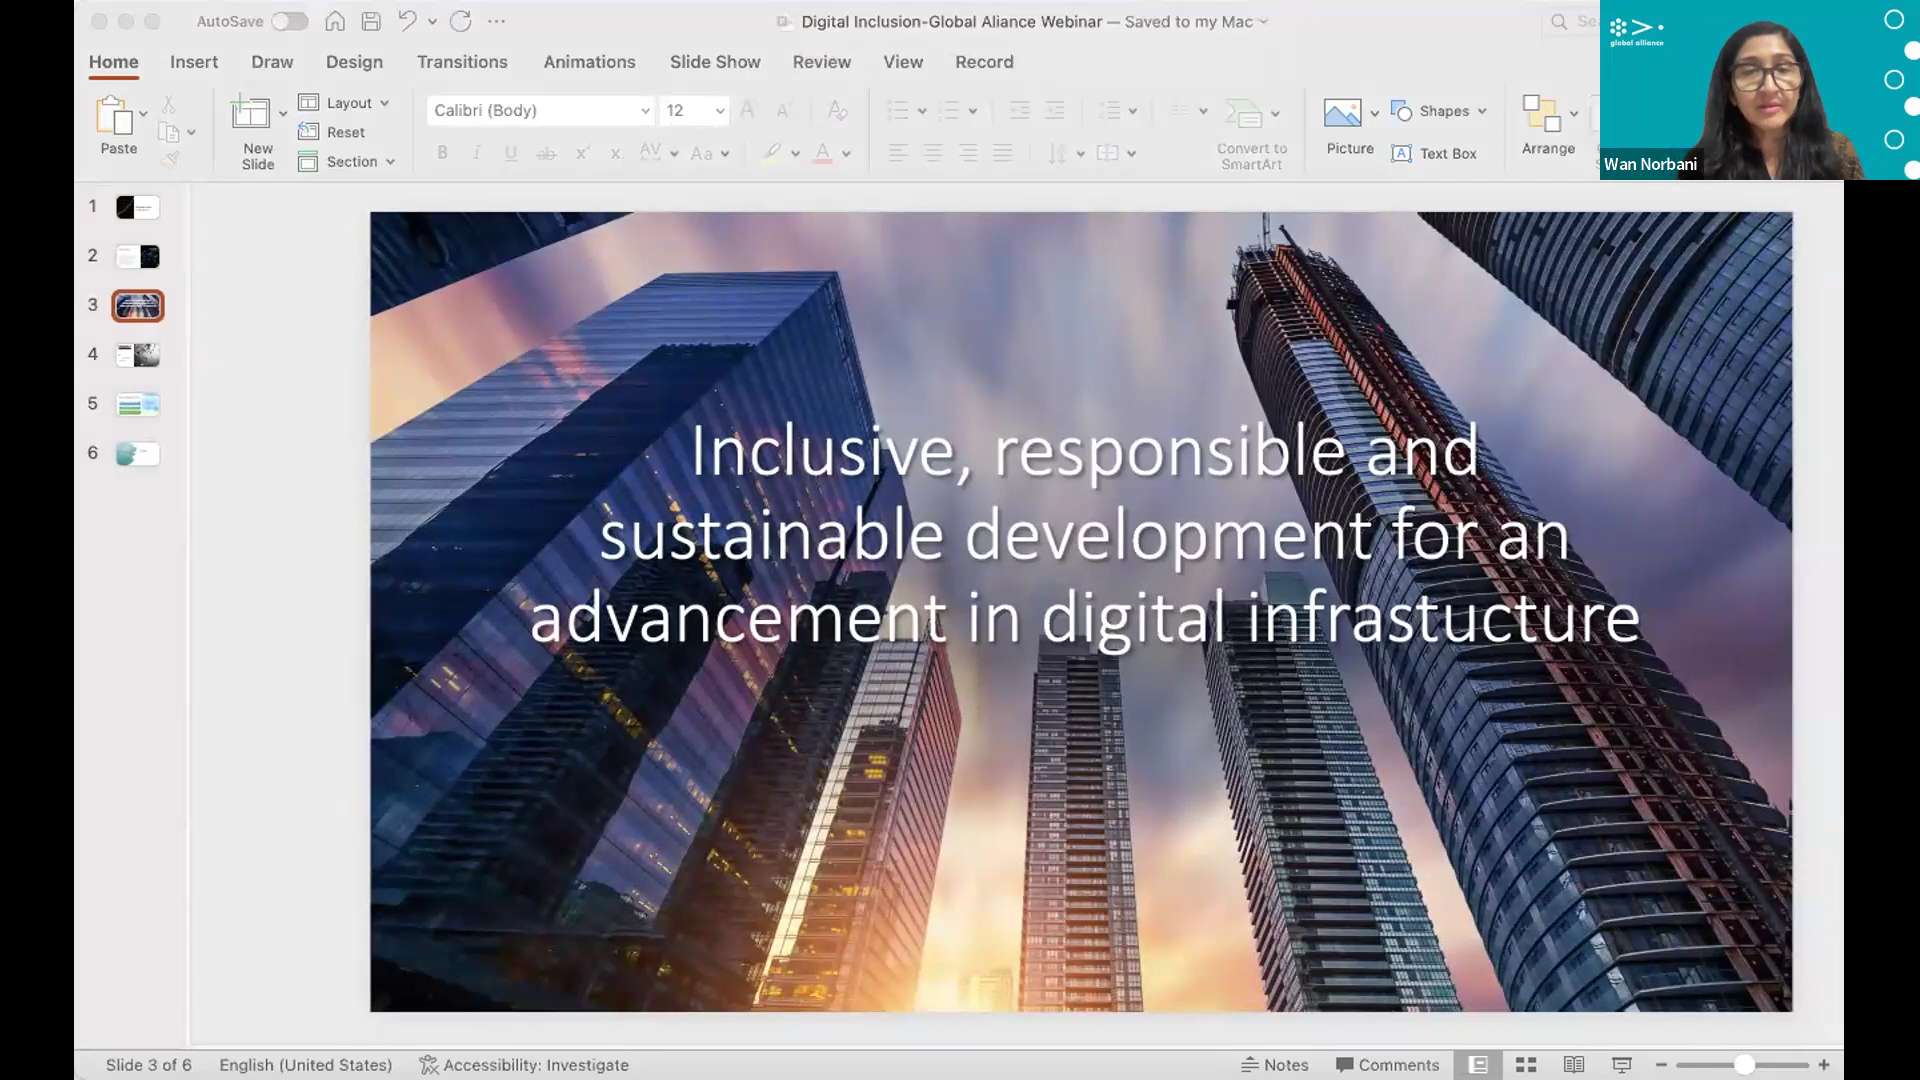 AutoSave
Digital Inclusion-Global Aliance Webinar — Saved to my Mac
Se
Home Insert Draw Design Transitions Animations Slide Show Review View Record
Paste
New Slide
Layout
Reset
Section
Calibri (Body) 12
Convert to SmartArt
Picture
Shapes
Text Box
Arrange
global alliance
Wan Norbani
1
2
3
4
5
6
Inclusive, responsible and
sustainable development for an
advancement in digital infrastucture
Slide 3 of 6 English (United States) Accessibility: Investigate Notes Comments